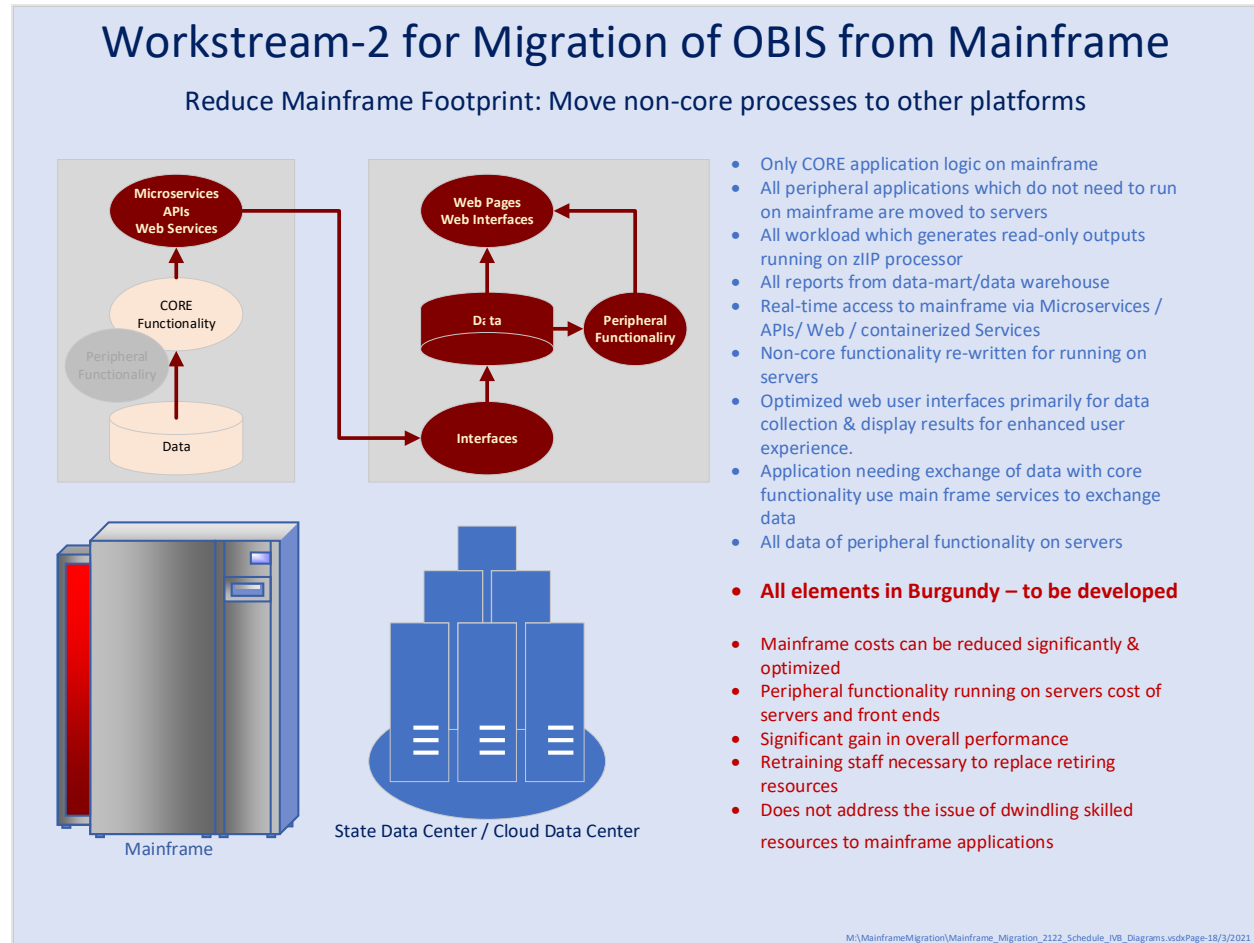 Workstream-2 for Migration of OBIS from Mainframe
Reduce Mainframe Footprint: Move non-core processes to other platforms
Microservices
APIs
Web Services
CORE
Functionality
Peripheral
Functionaliry
Data
Web Pages
Web Interfaces
Data
Peripheral
Functionaliry
Interfaces
Mainframe
State Data Center / Cloud Data Center
• Only CORE application logic on mainframe
• All peripheral applications which do not need to run
on mainframe are moved to servers
• All workload which generates read-only outputs
running on zIIP processor
• All reports from data-mart/data warehouse
• Real-time access to mainframe via Microservices /
APIs/ Web / containerized Services
• Non-core functionality re-written for running on
servers
• Optimized web user interfaces primarily for data
collection & display results for enhanced user
experience.
• Application needing exchange of data with core
functionality use main frame services to exchange
data
• All data of peripheral functionality on servers
• All elements in Burgundy – to be developed
• Mainframe costs can be reduced significantly &
optimized
• Peripheral functionality running on servers cost of
servers and front ends
• Significant gain in overall performance
• Retraining staff necessary to replace retiring
resources
• Does not address the issue of dwindling skilled
resources to mainframe applications
M:\MainframeMigration\Mainframe_Migration_2122_Schedule_IVB_Diagrams.vsdxPage-18/3/2021